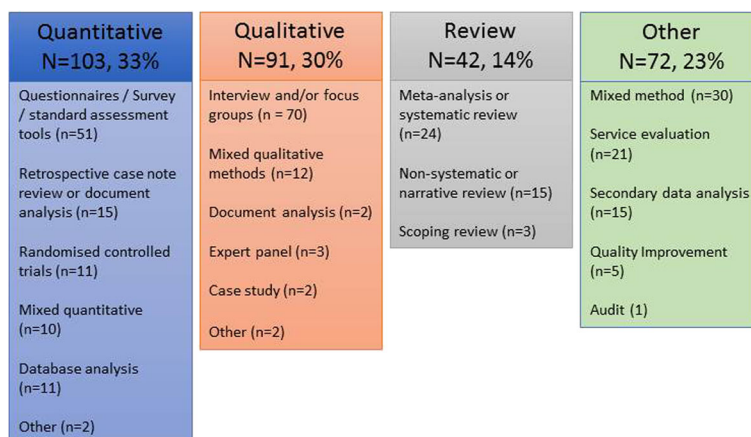 Quantitative
N=103, 33%
Questionnaires / Survey
/ standard assessment
tools (n=51)
Retrospective case note
review or document
analysis (n=15)
Randomised controlled
trials (n=11)
Mixed quantitative
(n=10)
Database analysis
(n=11)
Other (n=2)
Qualitative
N=91, 30%
Interview and/or focus
groups (n = 70)
Mixed qualitative
methods (n=12)
Document analysis (n=2)
Expert panel (n=3)
Case study (n=2)
Other (n=2)
Review
N=42, 14%
Meta-analysis or
systematic review
(n=24)
Non-systematic or
narrative review (n=15)
Scoping review (n=3)
Other
N=72, 23%
Mixed method (n=30)
Service evaluation
(n=21)
Secondary data analysis
(n=15)
Quality Improvement
(n=5)
Audit (1)